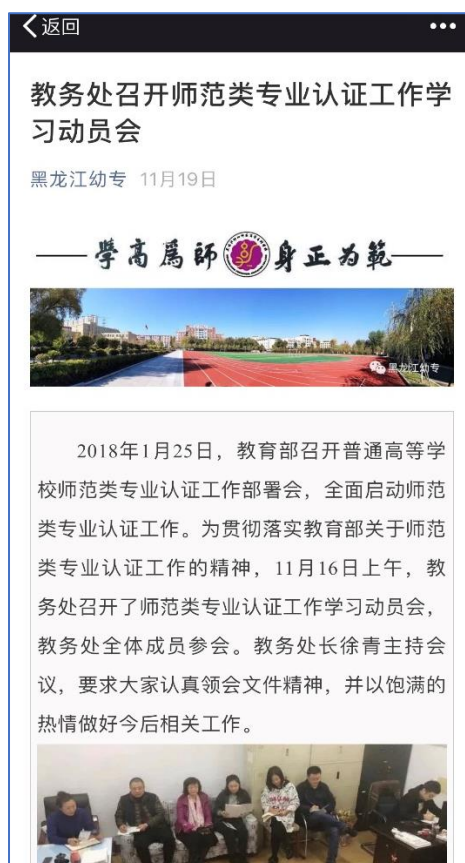 返回
教务处召开师范类专业认证工作学
习动员会
黑龙江幼专 11月19日
學高爲師 身正为範
黑龙江幼专
2018年1月25日，教育部召开普通高等学
校师范类专业认证工作部署会，全面启动师范
类专业认证工作。为贯彻落实教育部关于师范
类专业认证工作的精神，11月16日上午，教
务处召开了师范类专业认证工作学习动员会，
教务处全体成员参会。教务处长徐青主持会
议，要求大家认真领会文件精神，并以饱满的
热情做好今后相关工作。